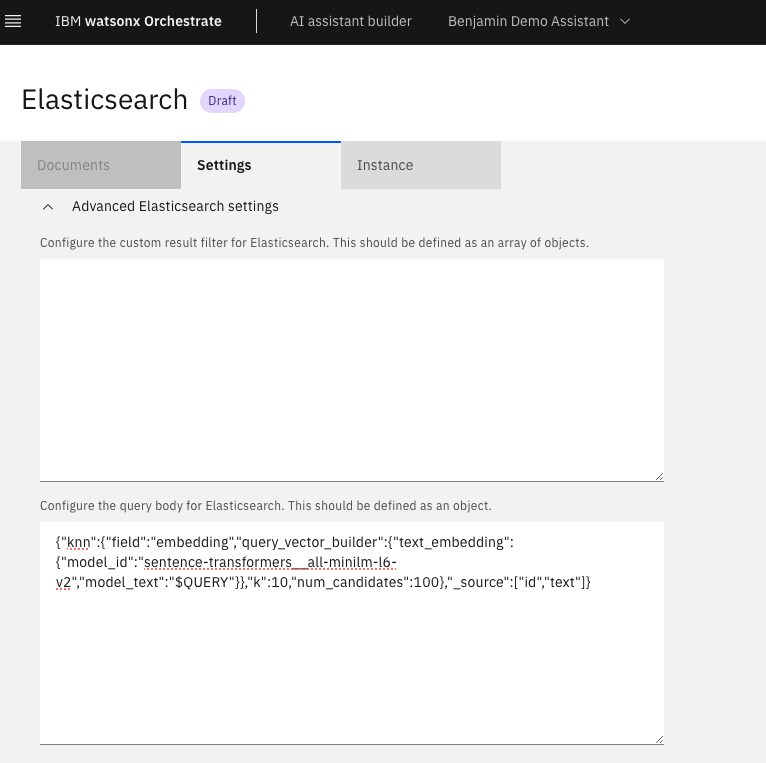 IBM watsonx Orchestrate AI assistant builder Benjamin Demo Assistant
Elasticsearch Draft
Documents Settings Instance
Advanced Elasticsearch settings
Configure the custom result filter for Elasticsearch. This should be defined as an array of objects.
Configure the query body for Elasticsearch. This should be defined as an object.
{"knn":{"field":"embedding","query_vector_builder":{"text_embedding":
{"model_id":"sentence-transformers__all-minilm-l6-
v2","model_text":"$QUERY"}},"k":10,"num_candidates":100},"_source":["id","text"]}